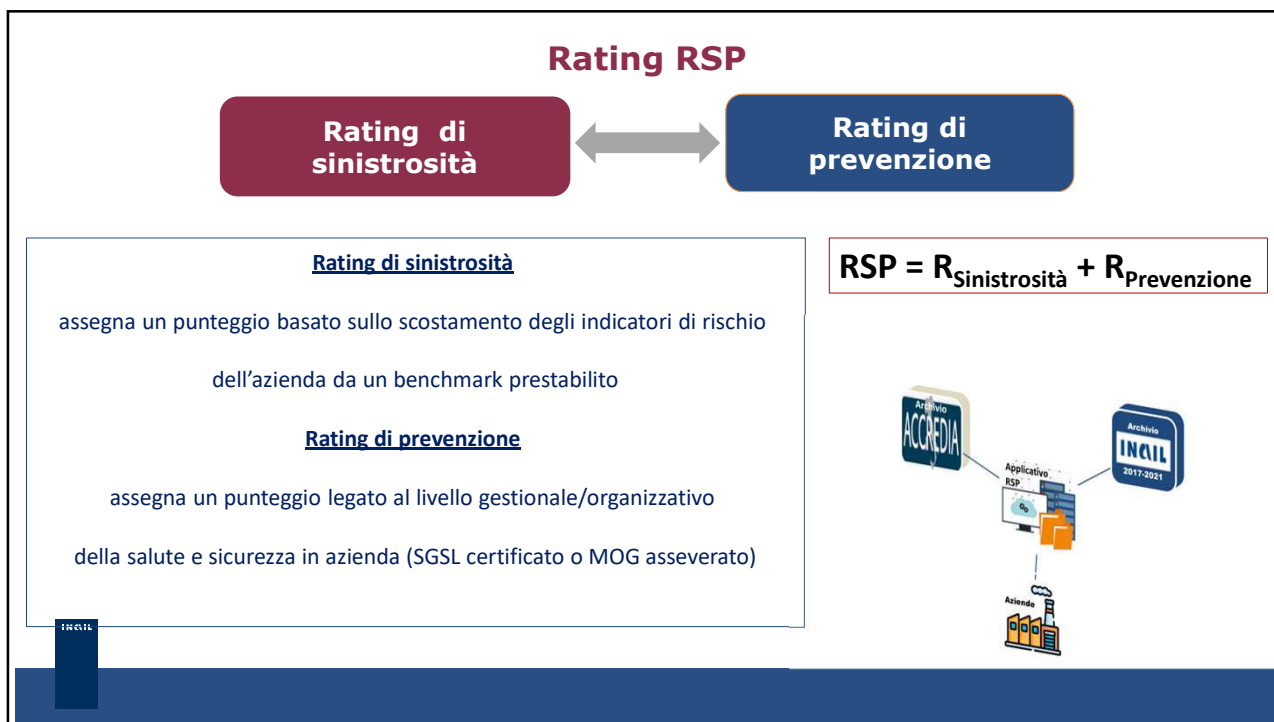 Rating RSP
Rating di
sinistrosità
Rating di
prevenzione
Rating di sinistrosità
assegna un punteggio basato sullo scostamento degli indicatori di rischio
dell'azienda da un benchmark prestabilito
Rating di prevenzione
assegna un punteggio legato al livello gestionale/organizzativo
della salute e sicurezza in azienda (SGSL certificato o MOG asseverato)
RSP = R Sinistrosità + R Prevenzione
Archivio
ACCREDIA
Archivio
INAIL
2017-2021
Applicativo
RSP
Aziende
INAIL